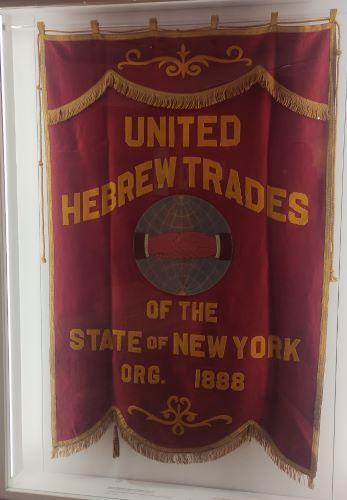 UNITED
HEBREW TRADES
OF THE
STATE OF NEW YORK
ORG. 1888